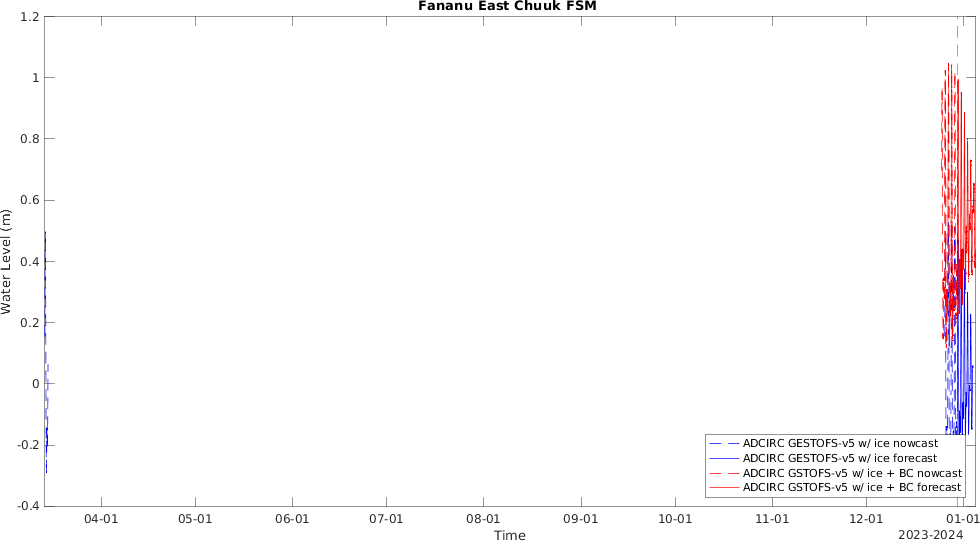 Fananu East Chuuk FSM
1.2
1
0.8
0.6
0.4
0.2
0
-0.2
-0.4
Water Level (m)
ADCIRC GESTOFS-v5 w/ ice nowcast
ADCIRC GESTOFS-v5 w/ ice forecast
ADCIRC GSTOFS-v5 w/ ice + BC nowcast
ADCIRC GSTOFS-v5 w/ ice + BC forecast
04-01 05-01 06-01 07-01 08-01 09-01 10-01 11-01 12-01 01-01
Time
2023-2024